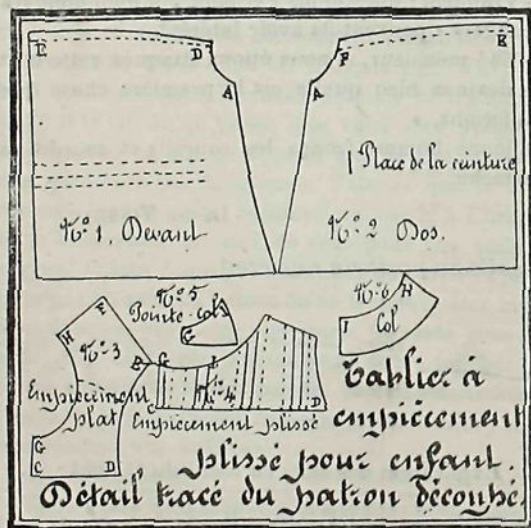 E D F K
A A
Place de la ceinture
Nº 1, Devant Nº 2 Dos.
Nº 5
Pointe-col
G
Nº 6
H
I Col
H E
Nº 3
B G I
Empiècement
plat
C Nº 4 D
Empiècement plissé
G
C D
Tablier à
empiècement
plissé pour enfant.
Détail tracé du patron découpé